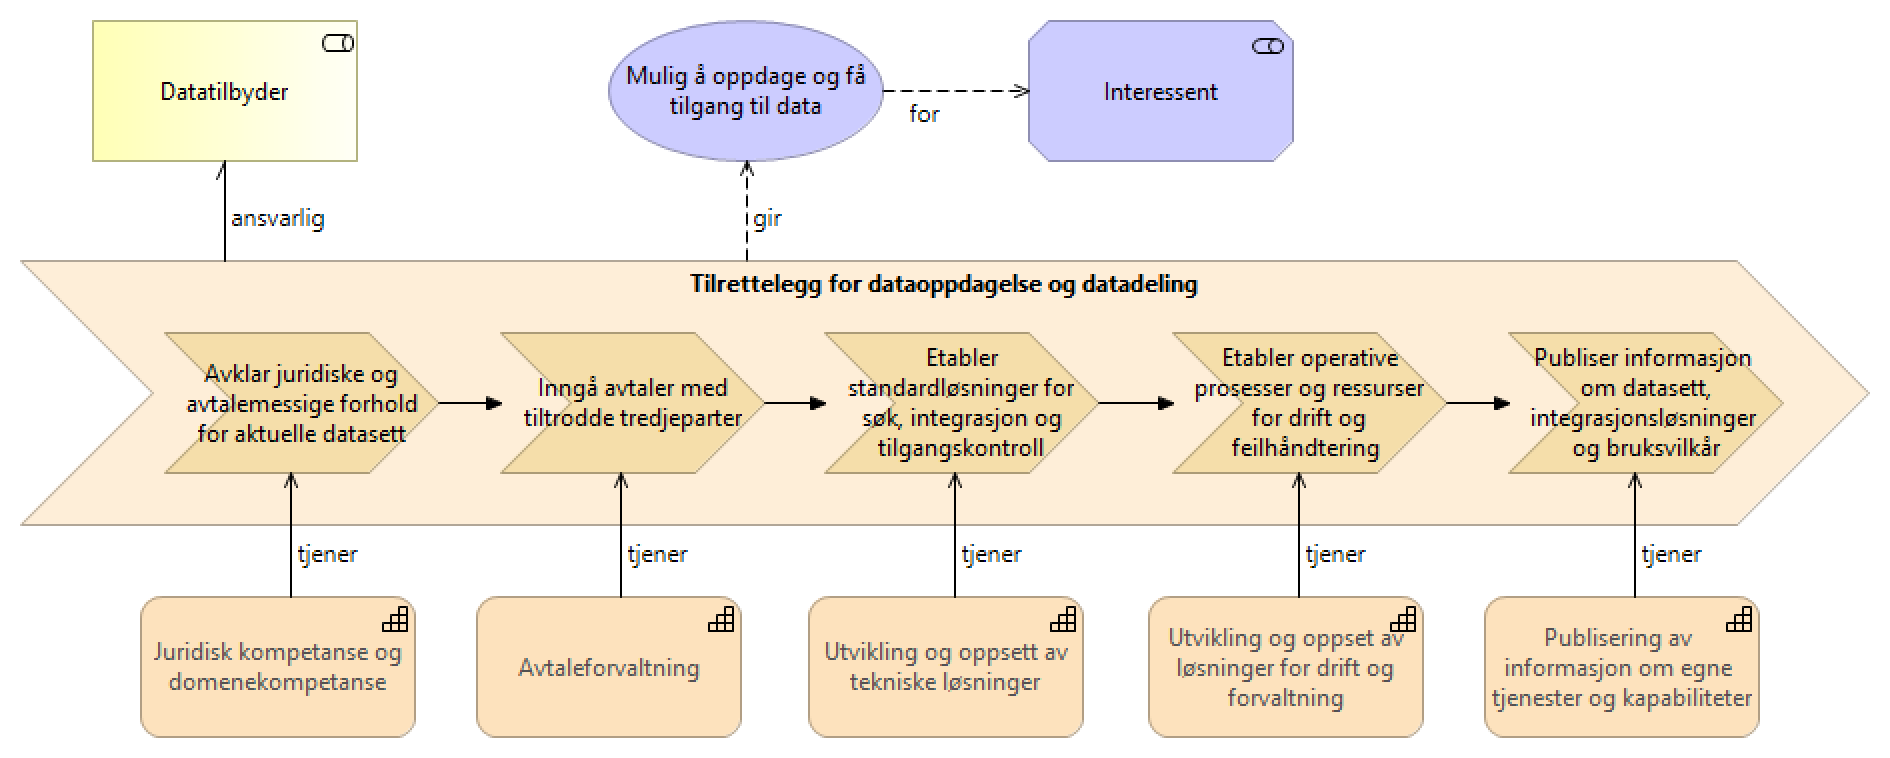 Datatilbyder
Mulig å oppdage og få
tilgang til data
for
Interessent
ansvarlig
gir
Tilrettelegg for dataoppdagelse og datadeling
Avklar juridiske og
avtalemessige forhold
for aktuelle datasett
Inngå avtaler med
tiltrodde tredjeparter
Etabler
standardløsninger for
søk, integrasjon og
tilgangskontroll
Etabler operative
prosesser og ressurser
for drift og
feilhåndtering
Publiser informasjon
om datasett,
integrasjonsløsninger
og bruksvilkår
tjener
tjener
tjener
tjener
tjener
Juridisk kompetanse og
domenekompetanse
Avtaleforvaltning
Utvikling og oppsett av
tekniske løsninger
Utvikling og oppset av
løsninger for drift og
forvaltning
Publisering av
informasjon om egne
tjenester og kapabiliteter